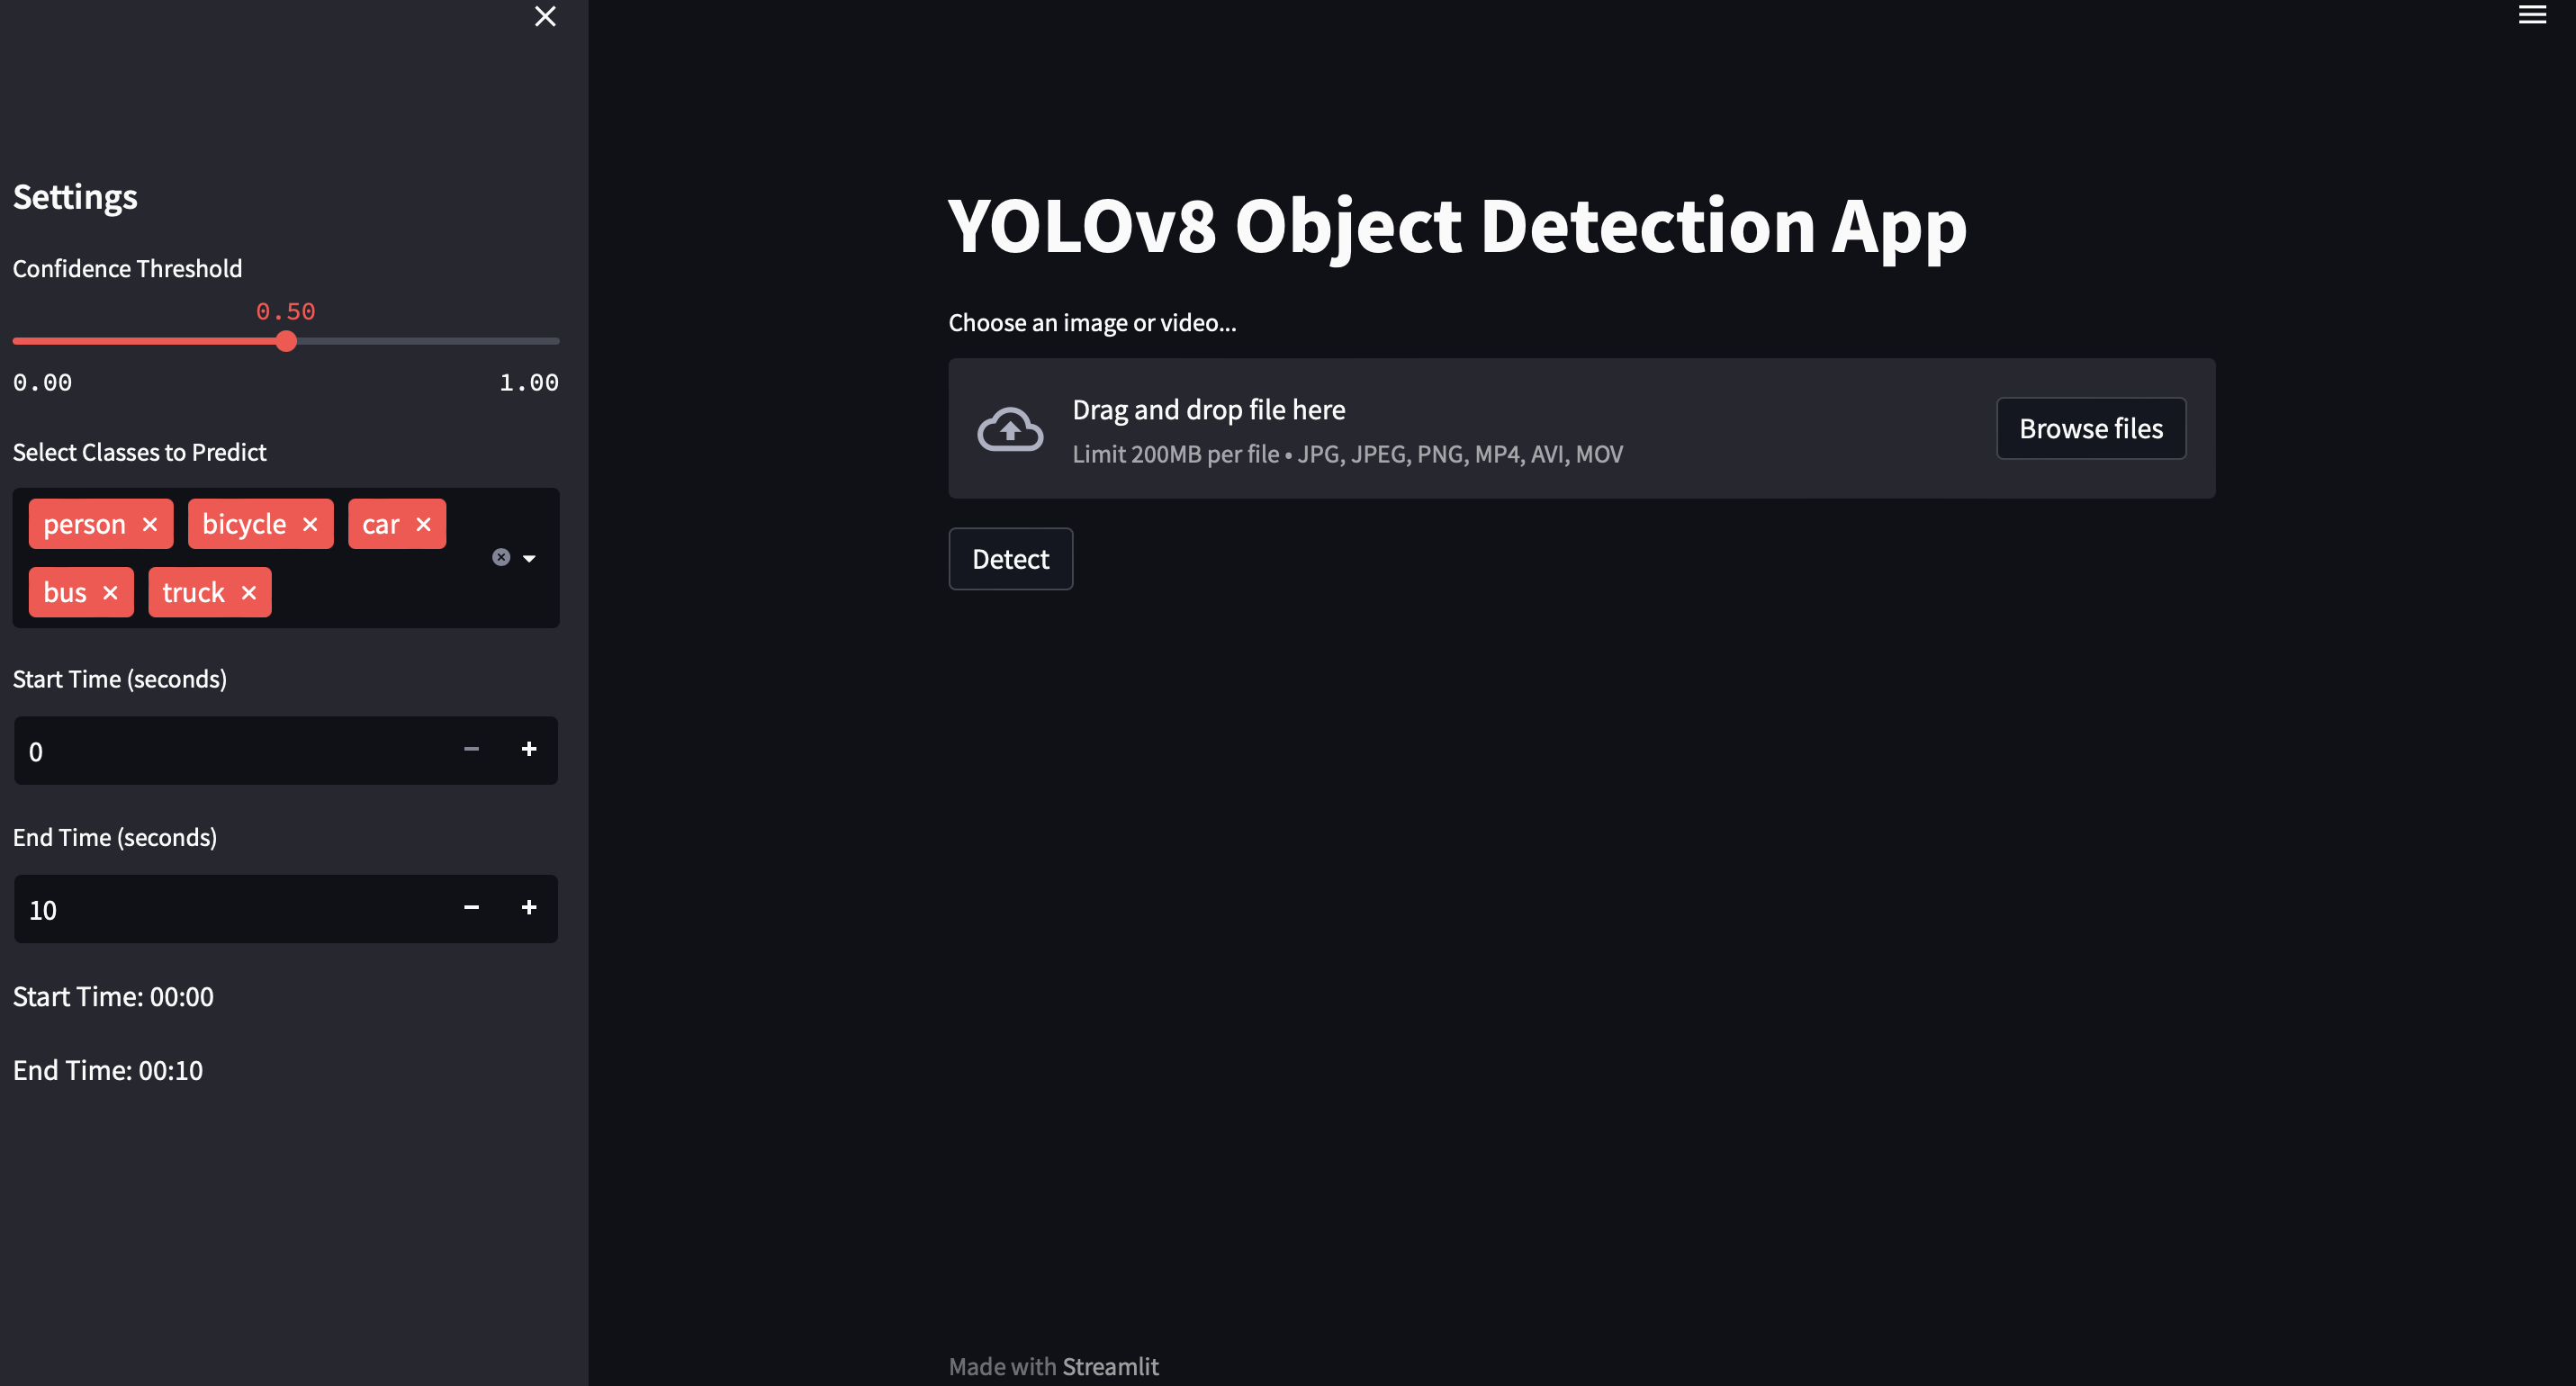 Settings
Confidence Threshold
0.50
0.00 1.00
Select Classes to Predict
person bicycle car
bus truck
Start Time (seconds)
0
End Time (seconds)
10
Start Time: 00:00
End Time: 00:10
YOLOv8 Object Detection App
Choose an image or video...
Drag and drop file here
Limit 200MB per file • JPG, JPEG, PNG, MP4, AVI, MOV
Browse files
Detect
Made with Streamlit